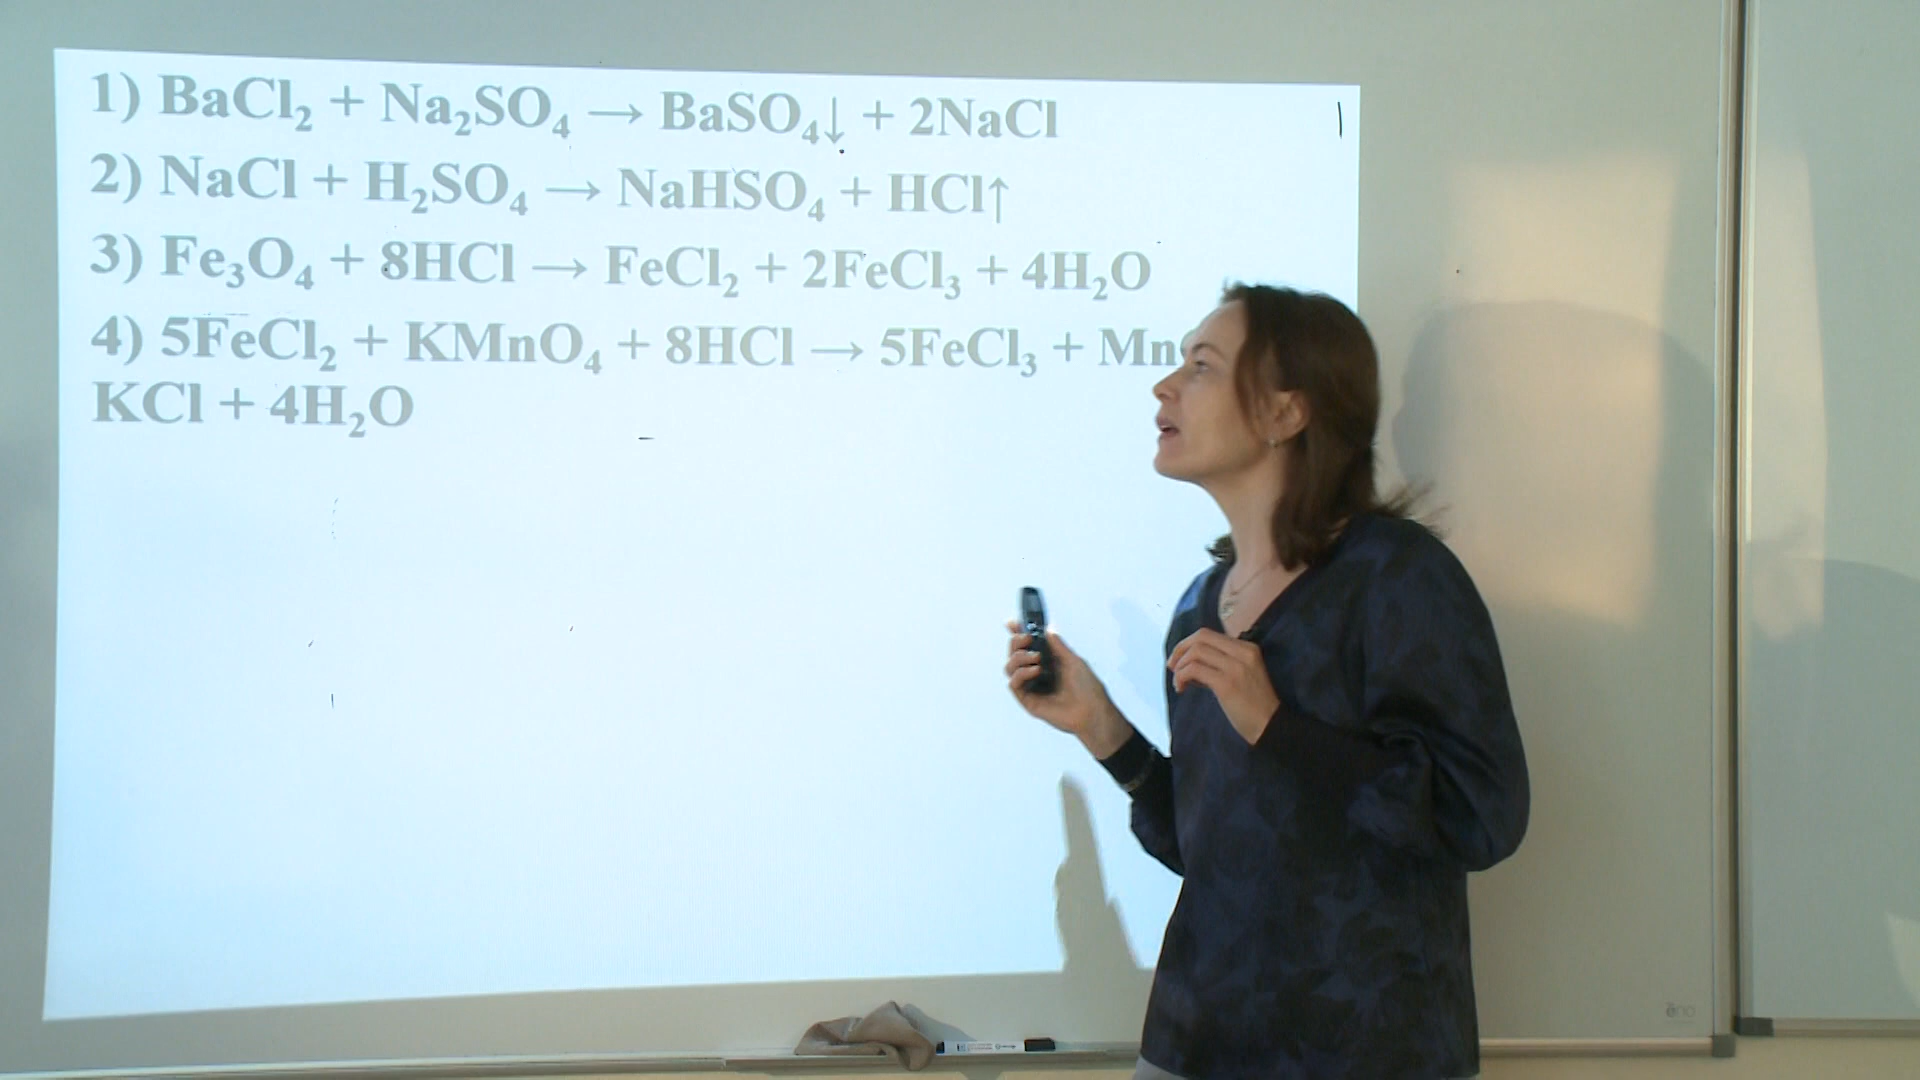 1) BaCl₂ + Na₂SO₄ → BaSO₄↓ + 2NaCl
2) NaCl + H₂SO₄ → NaHSO₄ + HCl↑
3) Fe₃O₄ + 8HCl → FeCl₂ + 2FeCl₃ + 4H₂O
4) 5FeCl₂ + KMnO₄ + 8HCl → 5FeCl₃ + Mn
KCl + 4H₂O
ēno